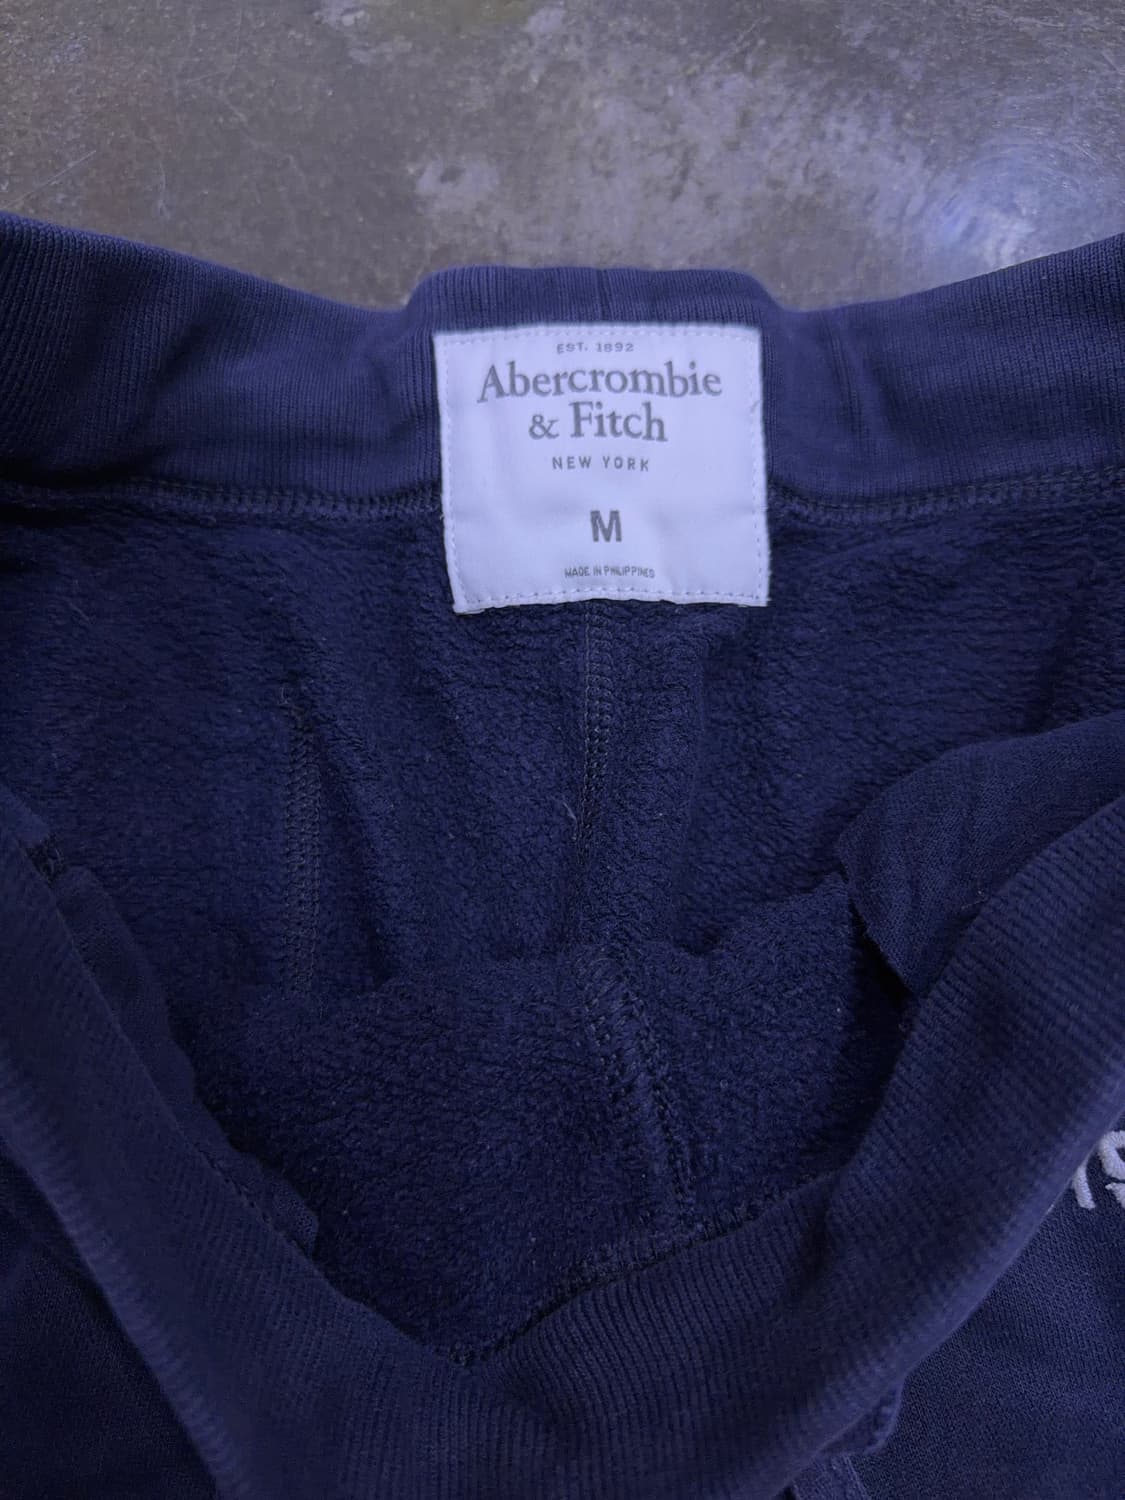 EST. 1892
Abercrombie
& Fitch
NEW YORK
M
MADE IN PHILIPPINES